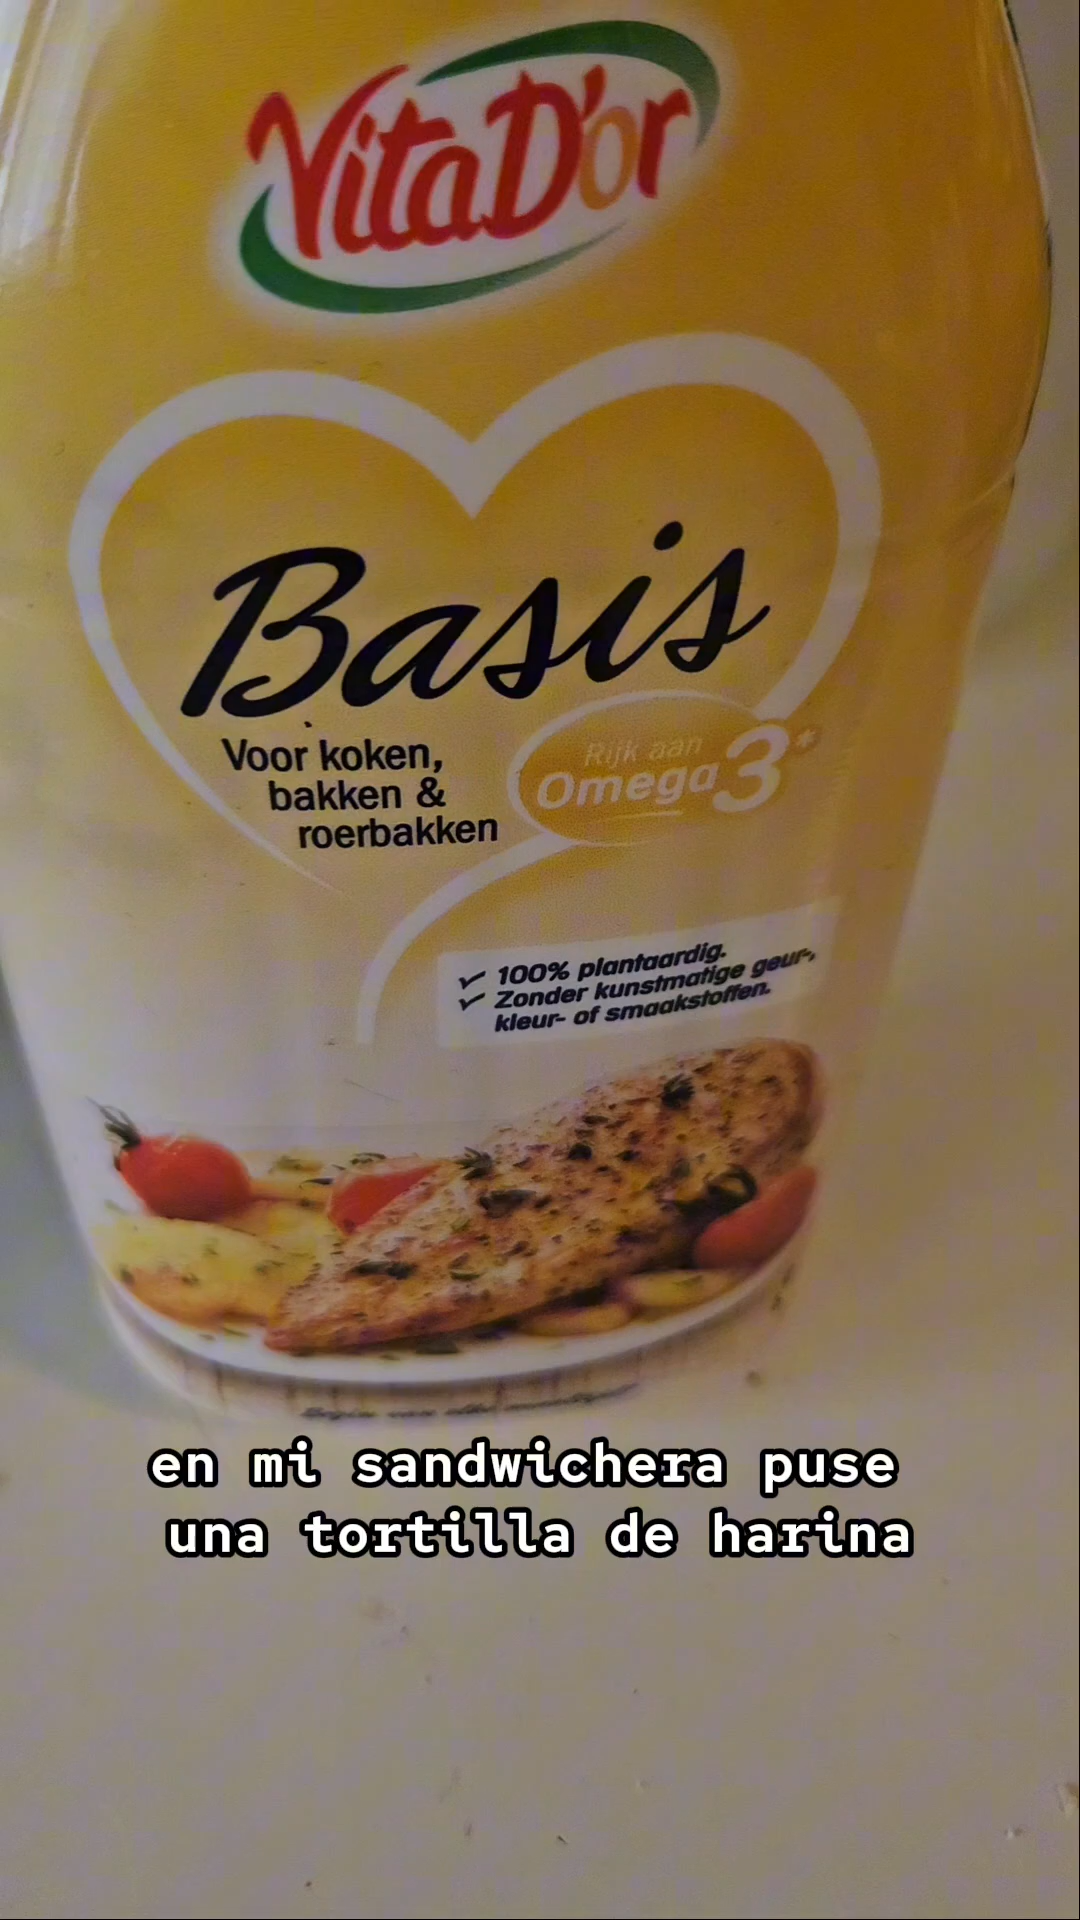 Vita D'or
Basis
Voor koken,
bakken &
roerbakken
Rijk aan
Omega 3*
✓ 100% plantaardig.
✓ Zonder kunstmatige geur-,
kleur- of smaakstoffen.
en mi sandwichera puse
una tortilla de harina